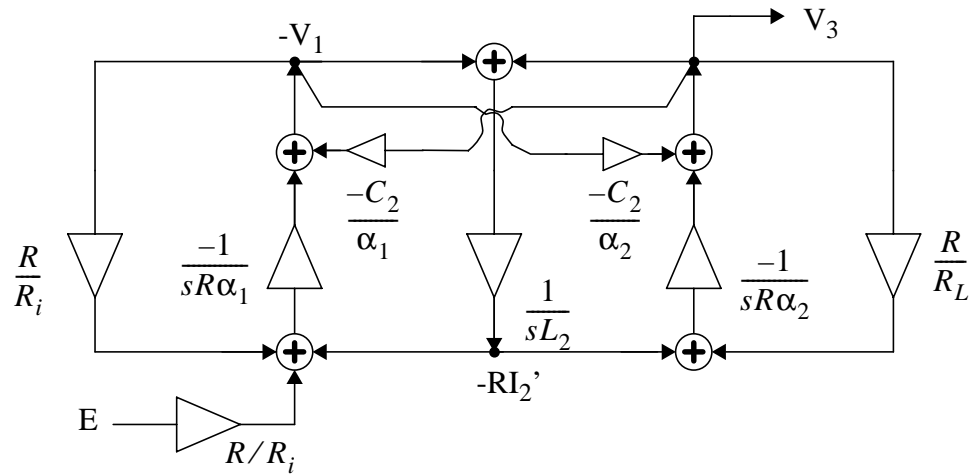 V3
-V1
+
+
+
–C2
α1
–C2
α2
R
Ri
–1
sRα1
1
sL2
–1
sRα2
R
RL
+
+
-RI2’
E
R/Ri